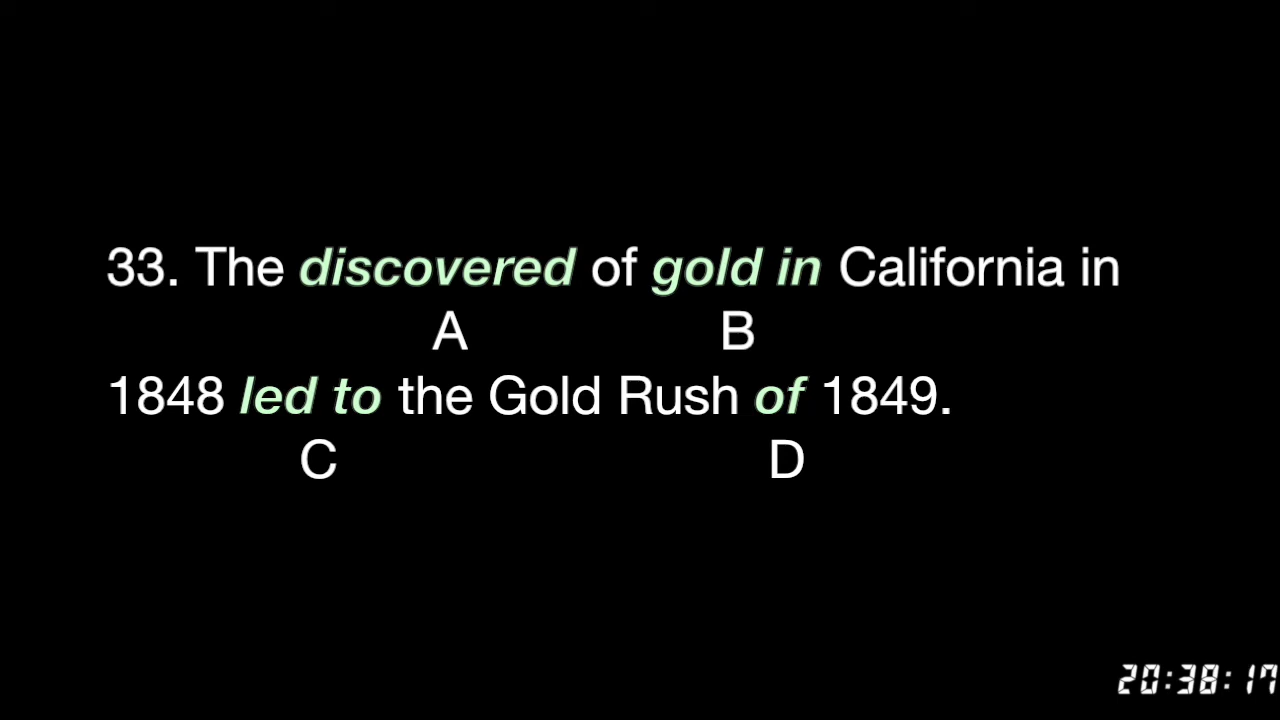 33. The discovered of gold in California in
A B
1848 led to the Gold Rush of 1849.
C D
20:38:17